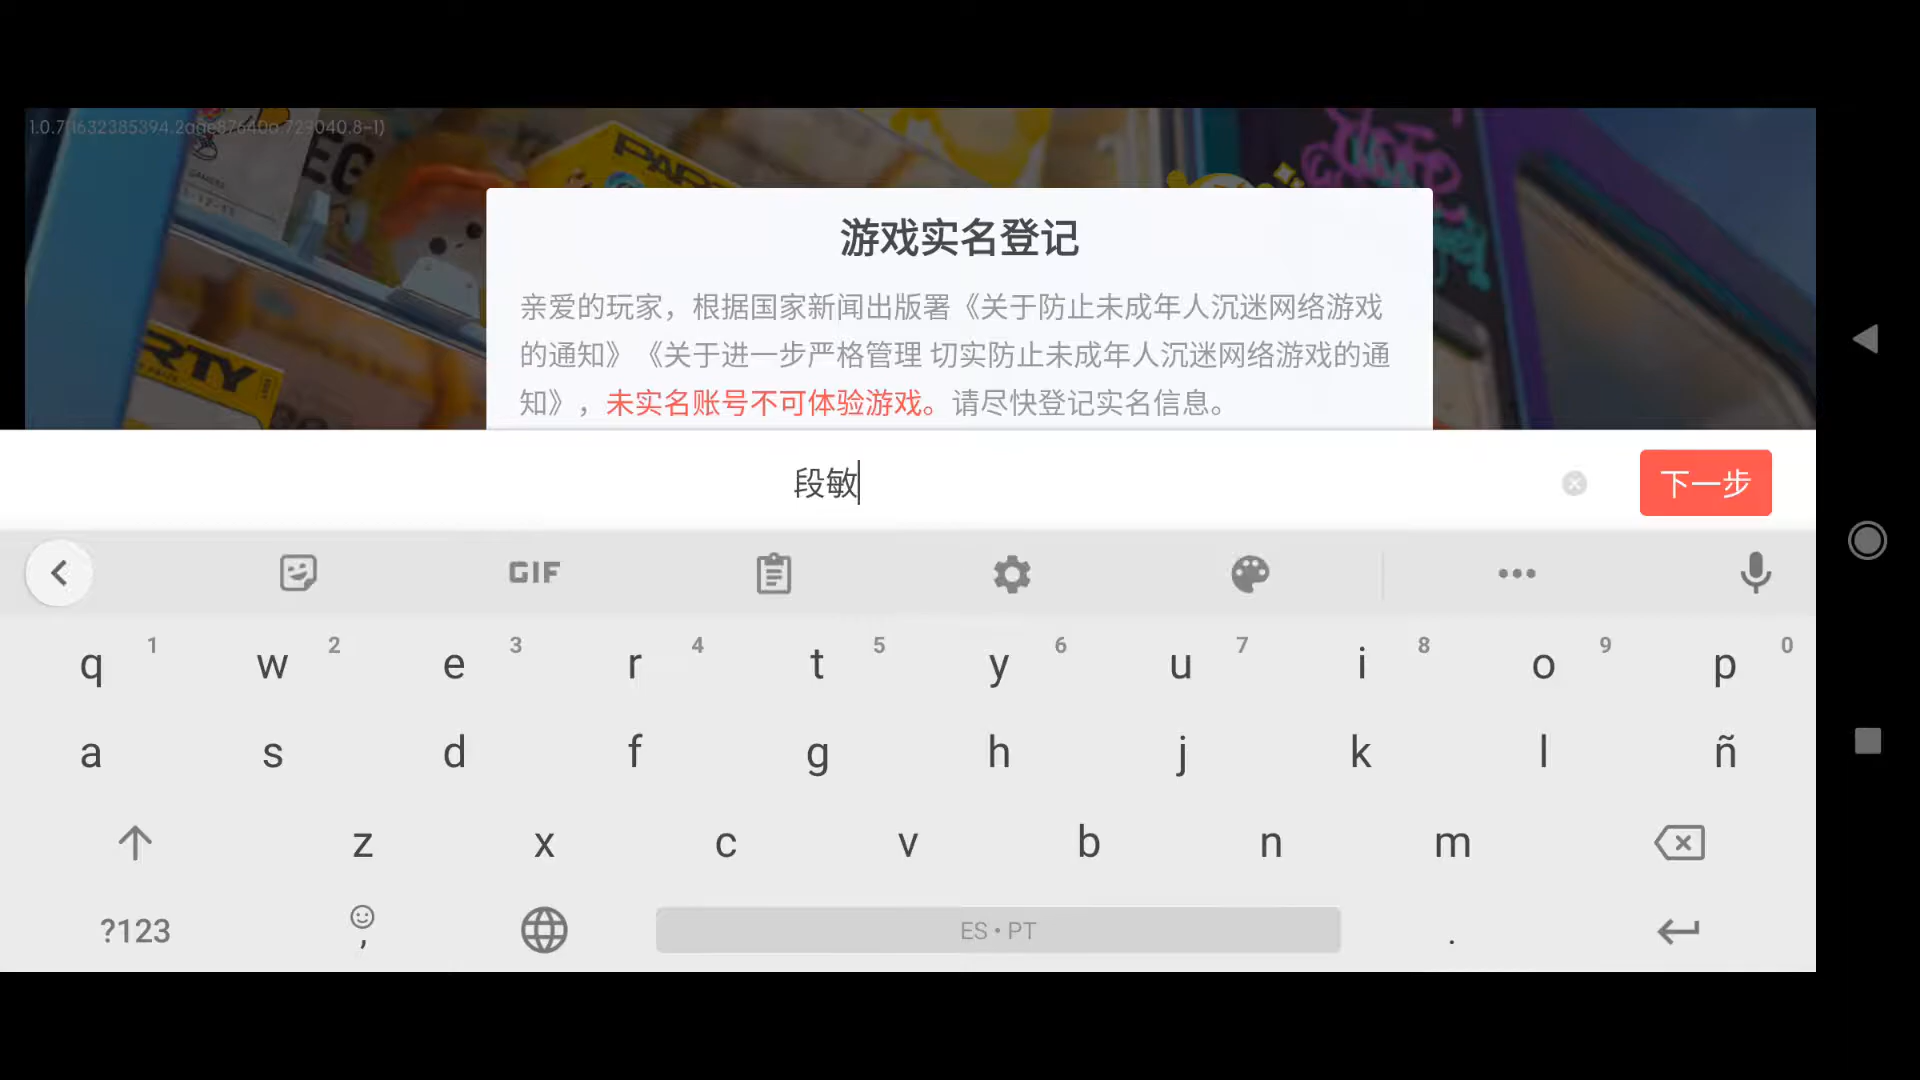 PARTY
游戏实名登记
亲爱的玩家，根据国家新闻出版署《关于防止未成年人沉迷网络游戏
的通知》《关于进一步严格管理 切实防止未成年人沉迷网络游戏的通
知》，未实名账号不可体验游戏。请尽快登记实名信息。
段敏
下一步
GIF
q 1 w 2 e 3 r 4 t 5 y 6 u 7 i 8 o 9 p 0
a s d f g h j k l ñ
z x c v b n m
?123 , ES • PT .